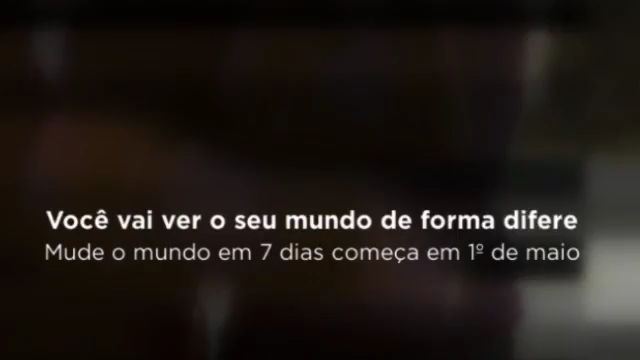 Você vai ver o seu mundo de forma difere
Mude o mundo em 7 dias começa em 1º de maio